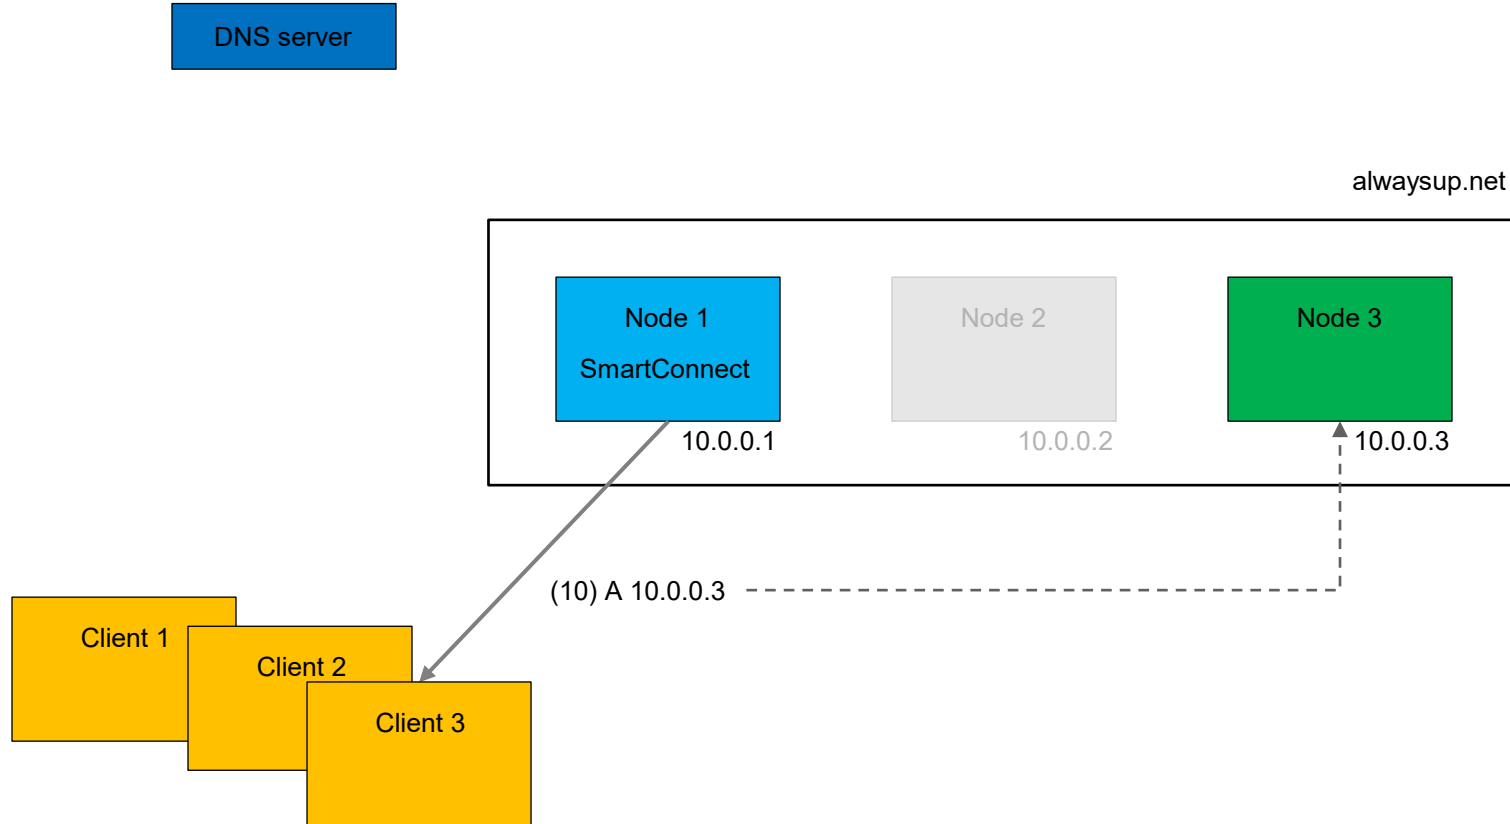 DNS server
alwaysup.net
Node 1
SmartConnect
10.0.0.1
Node 2
10.0.0.2
Node 3
10.0.0.3
(10) A 10.0.0.3
Client 1
Client 2
Client 3